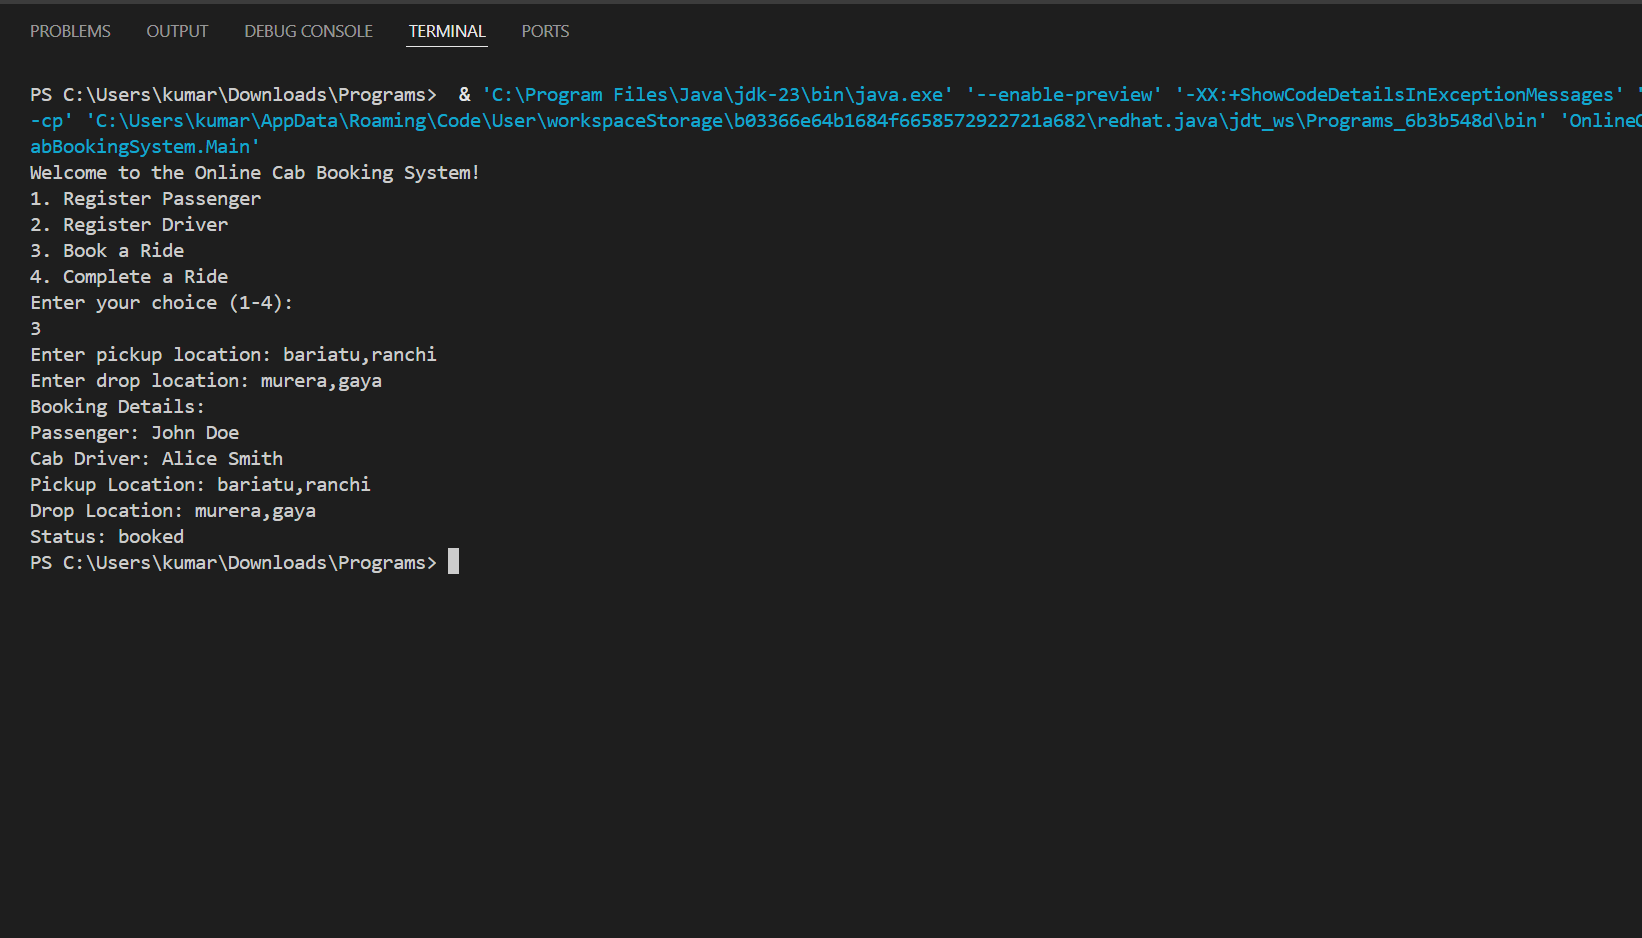 PROBLEMS OUTPUT DEBUG CONSOLE TERMINAL PORTS
PS C:\Users\kumar\Downloads\Programs>  & 'C:\Program Files\Java\jdk-23\bin\java.exe' '--enable-preview' '-XX:+ShowCodeDetailsInExceptionMessages' '
-cp' 'C:\Users\kumar\AppData\Roaming\Code\User\workspaceStorage\b03366e64b1684f6658572922721a682\redhat.java\jdt_ws\Programs_6b3b548d\bin' 'OnlineC
abBookingSystem.Main'
Welcome to the Online Cab Booking System!
1. Register Passenger
2. Register Driver
3. Book a Ride
4. Complete a Ride
Enter your choice (1-4):
3
Enter pickup location: bariatu,ranchi
Enter drop location: murera,gaya
Booking Details:
Passenger: John Doe
Cab Driver: Alice Smith
Pickup Location: bariatu,ranchi
Drop Location: murera,gaya
Status: booked
PS C:\Users\kumar\Downloads\Programs>